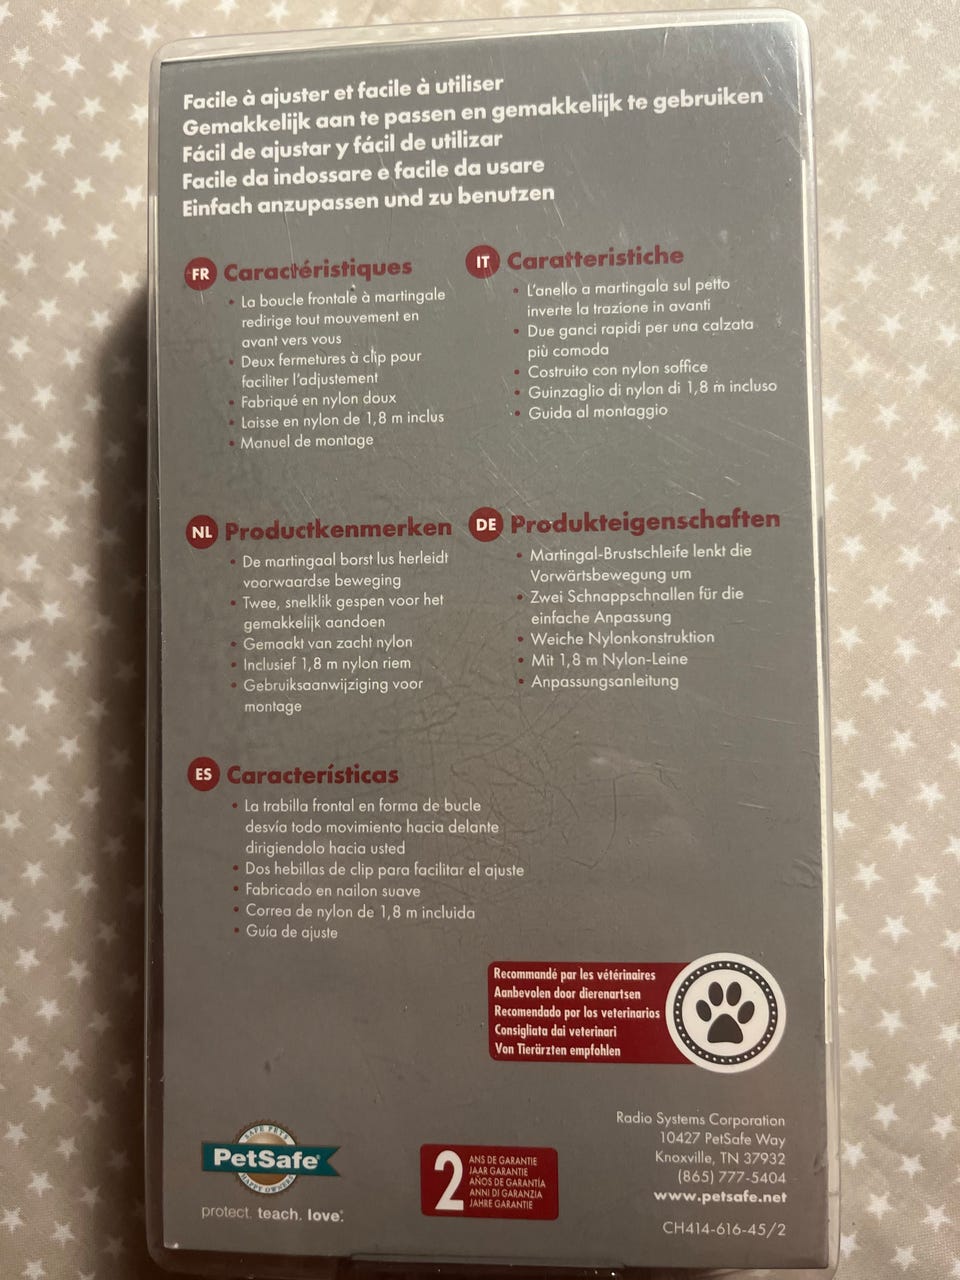 Facile à ajuster et facile à utiliser
Gemakkelijk aan te passen en gemakkelijk te gebruiken
Fácil de ajustar y fácil de utilizar
Facile da indossare e facile da usare
Einfach anzupassen und zu benutzen
FR Caractéristiques
• La boucle frontale à martingale
redirige tout mouvement en
avant vers vous
• Deux fermetures à clip pour
faciliter l'adjustement
• Fabriqué en nylon doux
• Laisse en nylon de 1,8 m inclus
• Manuel de montage
IT Caratteristiche
• L'anello a martingala sul petto
inverte la trazione in avanti
• Due ganci rapidi per una calzata
più comoda
• Costruito con nylon soffice
• Guinzaglio di nylon di 1,8 m incluso
• Guida al montaggio
NL Productkenmerken
• De martingaal borst lus herleidt
voorwaardse beweging
• Twee, snelklik gespen voor het
gemakkelijk aandoen
• Gemaakt van zacht nylon
• Inclusief 1,8 m nylon riem
• Gebruiksaanwijziging voor
montage
DE Produkteigenschaften
• Martingal-Brustschleife lenkt die
Vorwärtsbewegung um
• Zwei Schnappschnallen für die
einfache Anpassung
• Weiche Nylonkonstruktion
• Mit 1,8 m Nylon-Leine
• Anpassungsanleitung
ES Características
• La trabilla frontal en forma de bucle
desvía todo movimiento hacia delante
dirigiendolo hacia usted
• Dos hebillas de clip para facilitar el ajuste
• Fabricado en nailon suave
• Correa de nylon de 1,8 m incluida
• Guía de ajuste
Recommandé par les vétérinaires
Aanbevolen door dierenartsen
Recomendado por los veterinarios
Consigliata dai veterinari
Von Tierärzten empfohlen
SAFE PETS
PetSafe®
HAPPY OWNERS
protect. teach. love.
2
ANS DE GARANTIE
JAAR GARANTIE
AÑOS DE GARANTÍA
ANNI DI GARANZIA
JAHRE GARANTIE
Radio Systems Corporation
10427 PetSafe Way
Knoxville, TN 37932
(865) 777-5404
www.petsafe.net
CH414-616-45/2